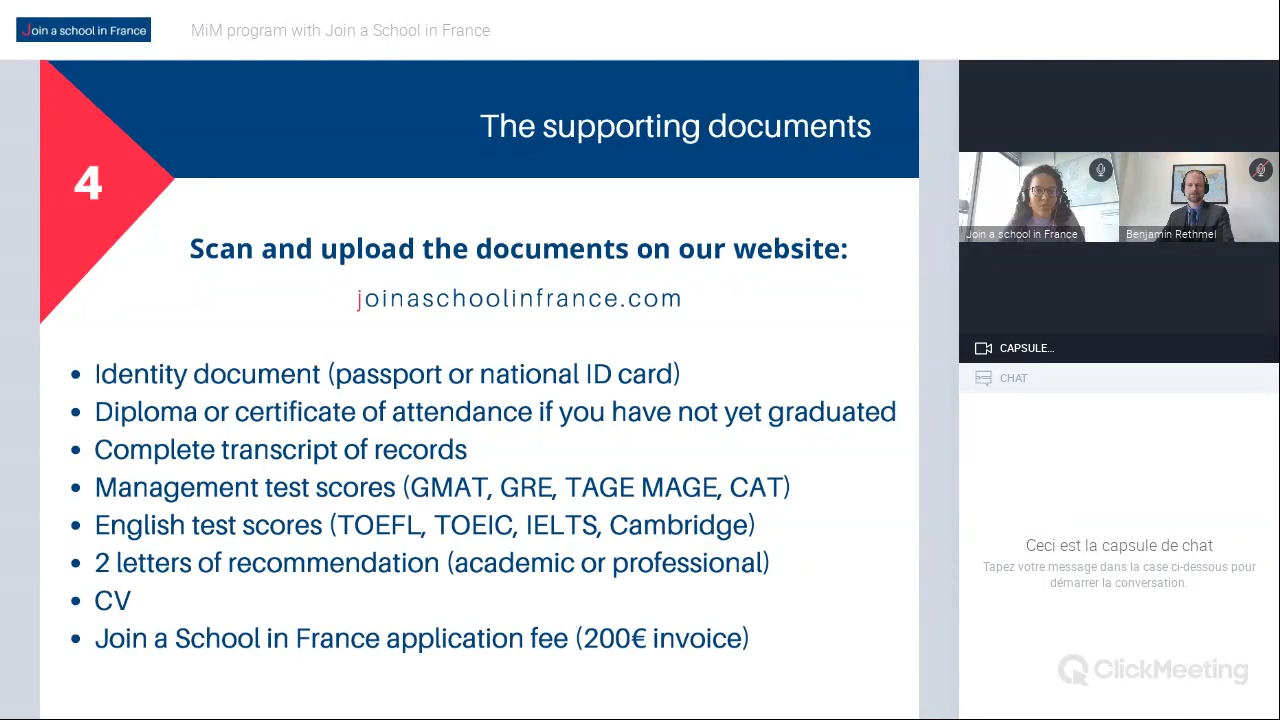 Join a school in France
MiM program with Join a School in France
The supporting documents
4
Scan and upload the documents on our website:
joinaschoolinfrance.com
• Identity document (passport or national ID card)
• Diploma or certificate of attendance if you have not yet graduated
• Complete transcript of records
• Management test scores (GMAT, GRE, TAGE MAGE, CAT)
• English test scores (TOEFL, TOEIC, IELTS, Cambridge)
• 2 letters of recommendation (academic or professional)
• CV
• Join a School in France application fee (200€ invoice)
Join a school in France
Benjamin Rethmel
CAPSULE...
CHAT
Ceci est la capsule de chat
Tapez votre message dans la case ci-dessous pour
démarrer la conversation.
ClickMeeting